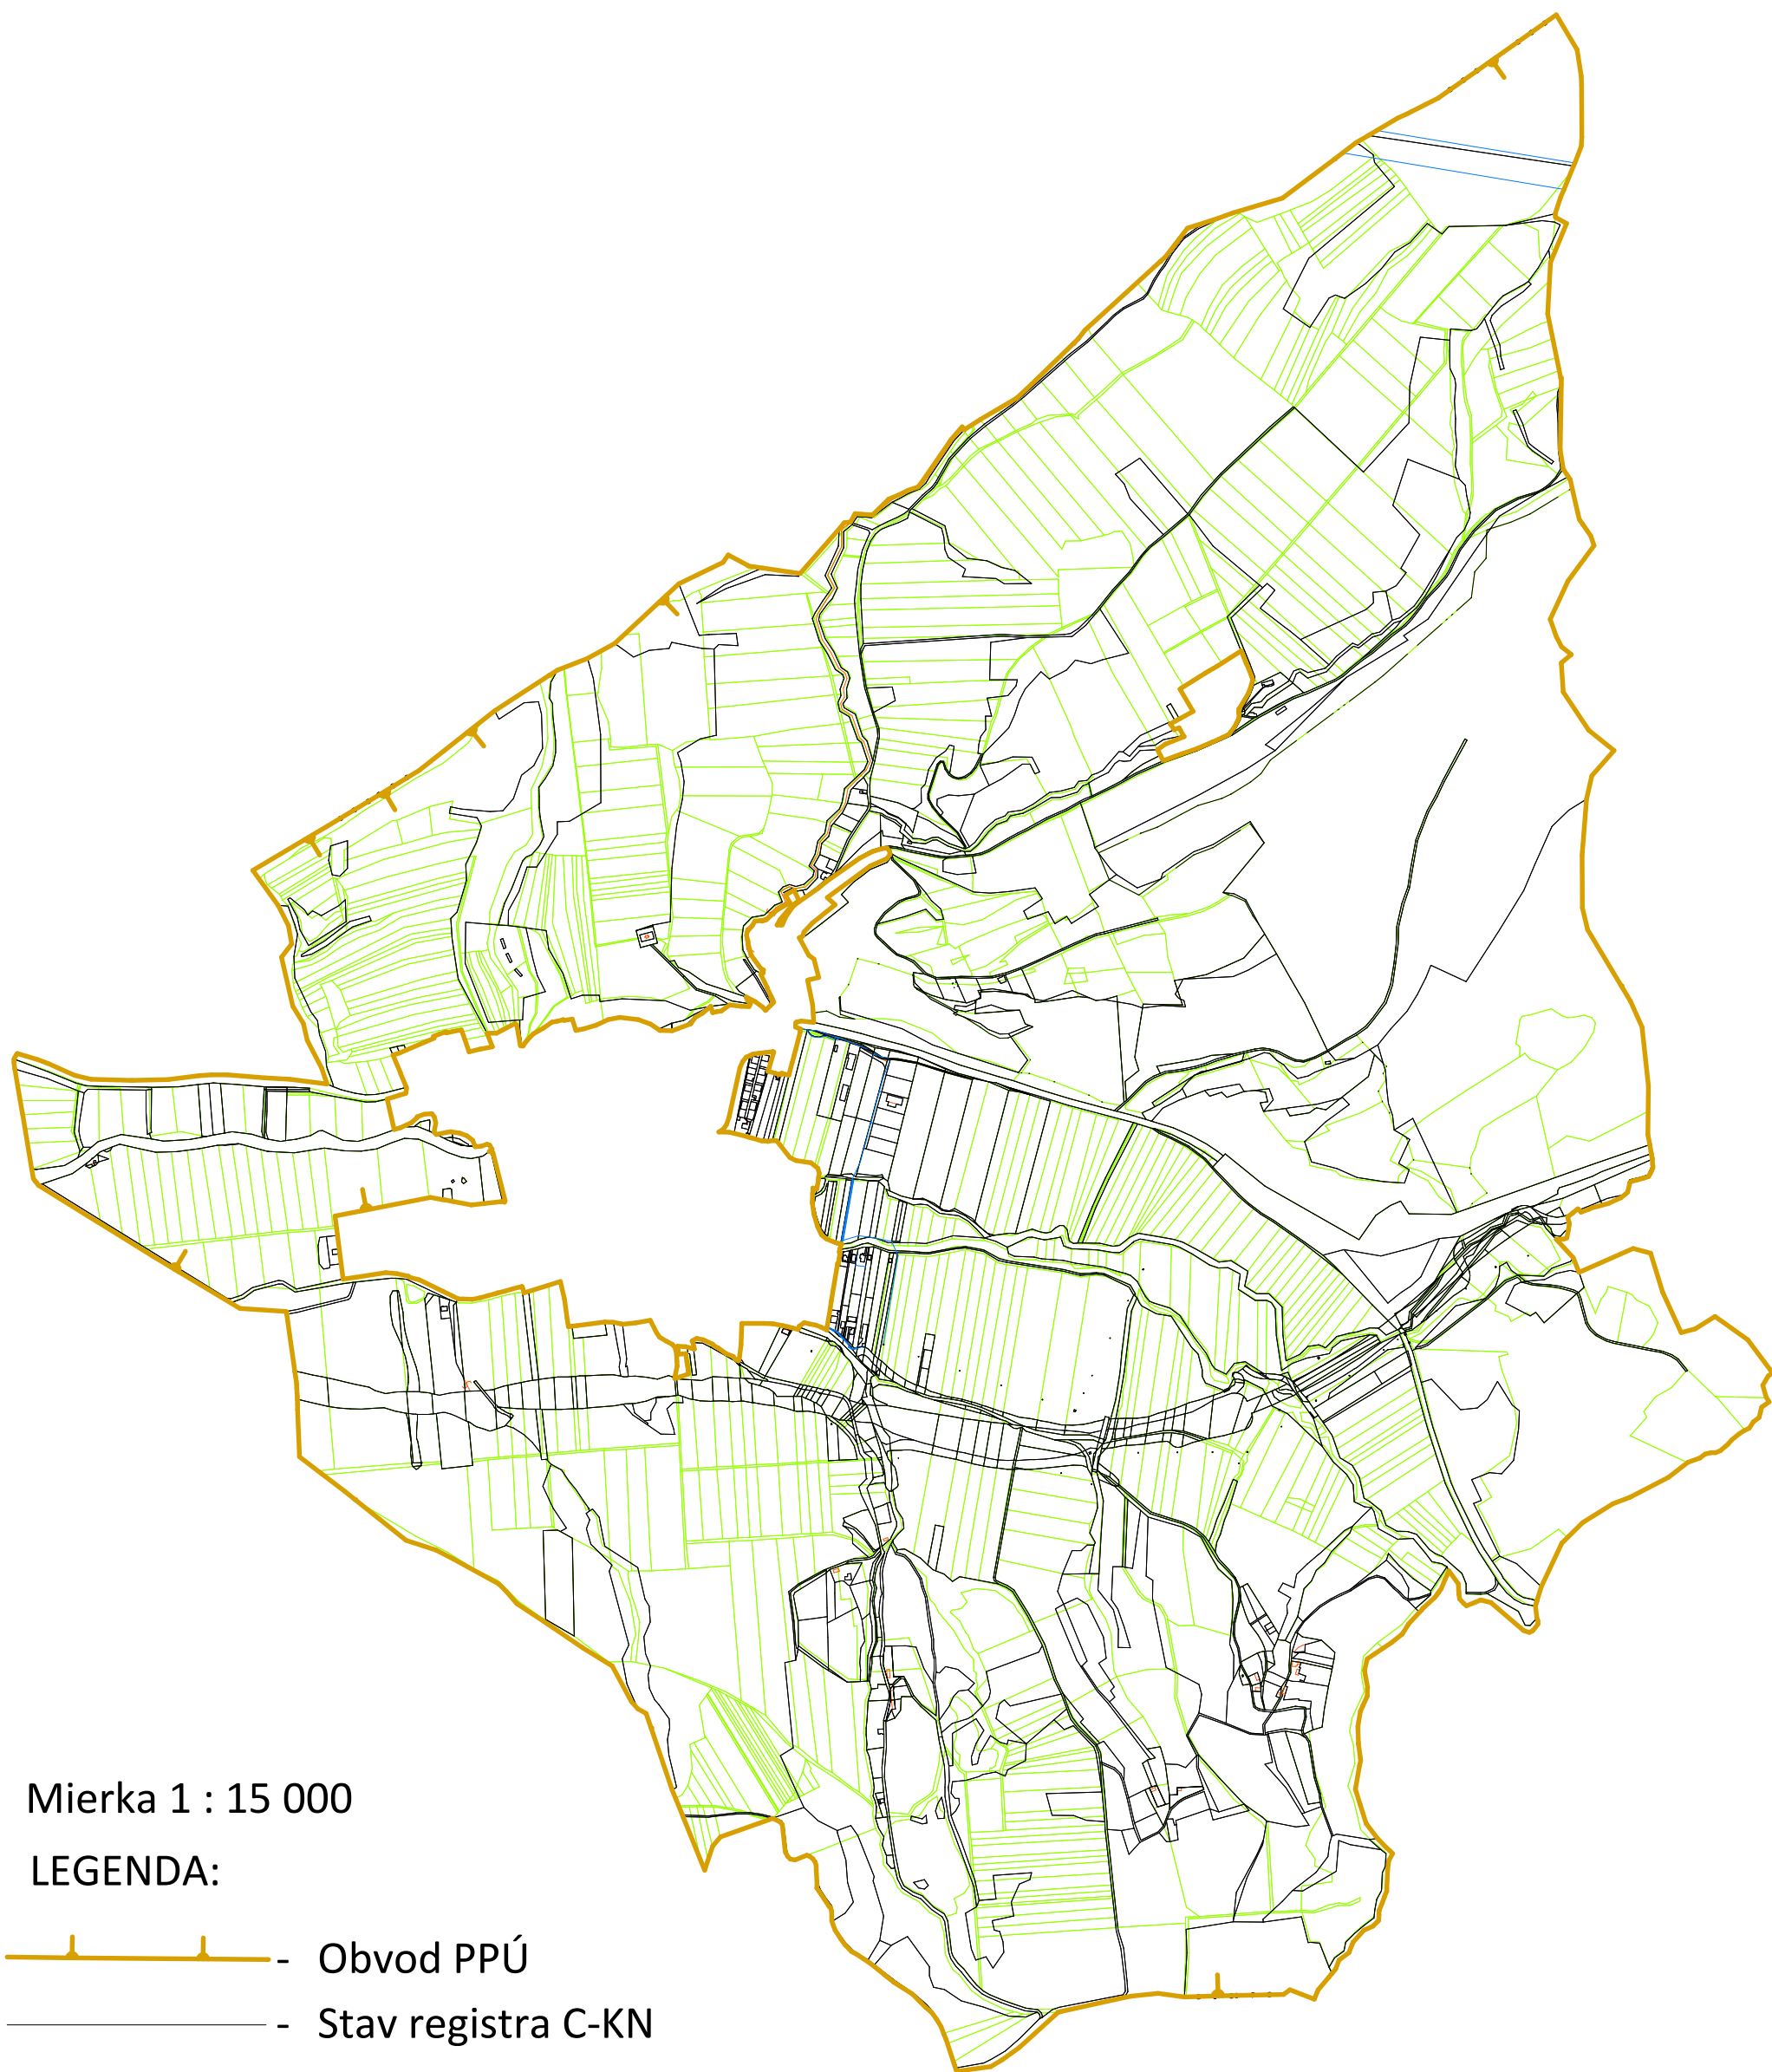 Mierka 1 : 15 000
LEGENDA:
- Obvod PPÚ
- Stav registra C-KN